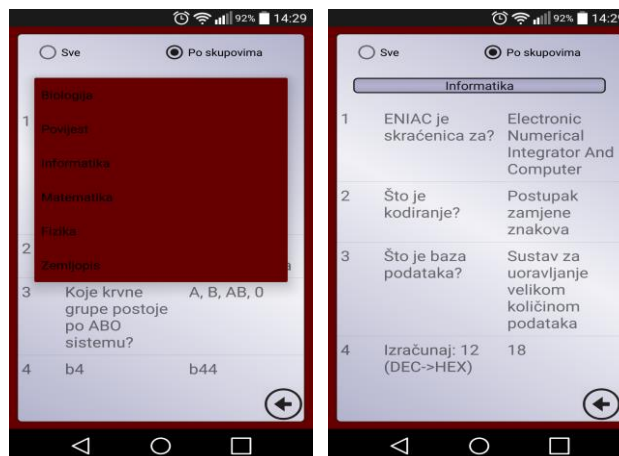 92% 14:29
Sve Po skupovima
Biologija
1 Povijest
Informatika
Matematika
Fizika
2 Zemljopis a
3 Koje krvne A, B, AB, 0
grupe postoje
po ABO
sistemu?
4 b4 b44
92% 14:29
Sve Po skupovima
Informatika
1 ENIAC je Electronic
skraćenica za? Numerical
Integrator And
Computer
2 Što je Postupak
kodiranje? zamjene
znakova
3 Što je baza Sustav za
podataka? uoravljanje
velikom
količinom
podataka
4 Izračunaj: 12 18
(DEC->HEX)